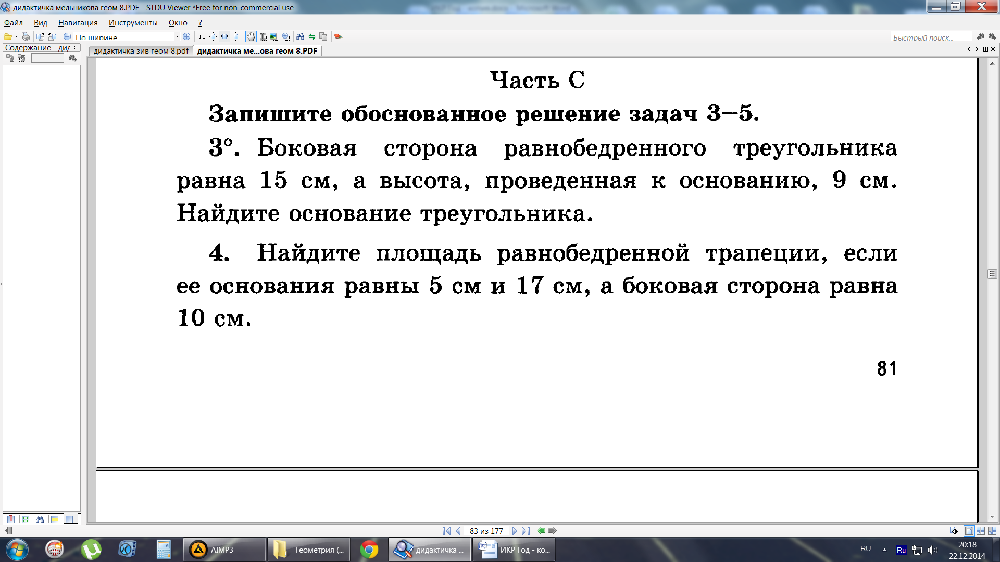 дидактичка мельникова геом 8.PDF - STDU Viewer *Free for non-commercial use
Файл Вид Навигация Инструменты Окно ?
По ширине 1:1 Быстрый поиск...
Содержание - дид
дидактичка зив геом 8.pdf дидактичка ме...ова геом 8.PDF
Часть С
Запишите обоснованное решение задач 3—5.
3°. Боковая сторона равнобедренного треугольника
равна 15 см, а высота, проведенная к основанию, 9 см.
Найдите основание треугольника.
4. Найдите площадь равнобедренной трапеции, если
ее основания равны 5 см и 17 см, а боковая сторона равна
10 см.
81
83 из 177
AIMP3 Геометрия (... дидактичка ... ИКР Год - ко... RU Ru 20:18
22.12.2014